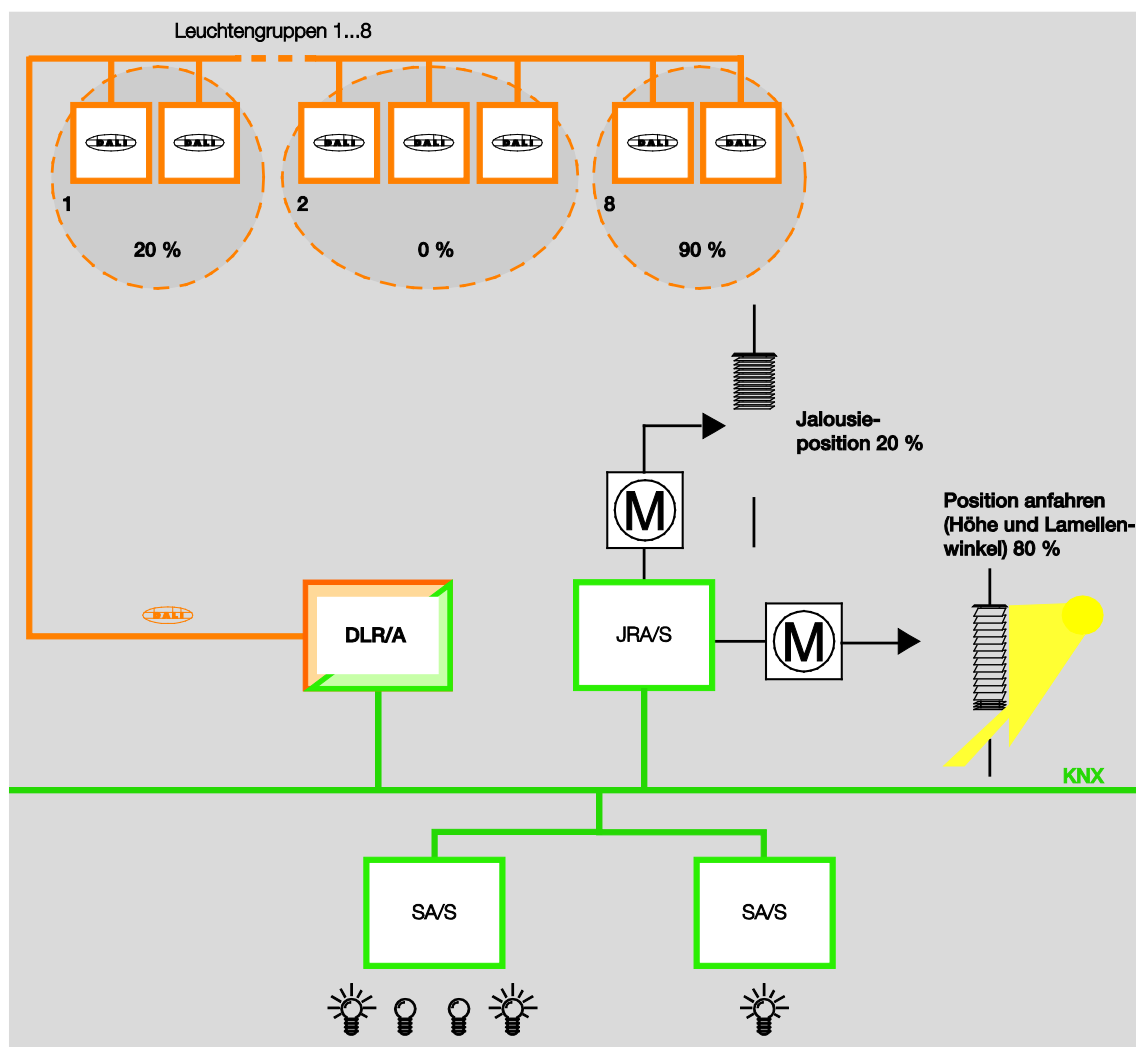 Leuchtengruppen 1...8
DALI DALI DALI DALI DALI DALI DALI
1 2 8
20 % 0 % 90 %
Jalousie-
position 20 %
M
Position anfahren
(Höhe und Lamellen-
winkel) 80 %
DALI
DLR/A
JRA/S
M
KNX
SA/S SA/S